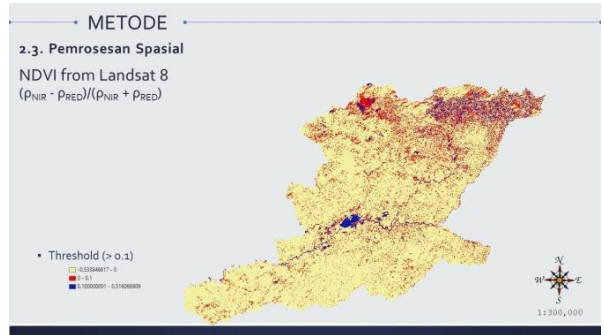 METODE
2.3. Pemrosesan Spasial
NDVI from Landsat 8
(ρNIR - ρRED)/(ρNIR + ρRED)
▪ Threshold (> 0.1)
-0.533846617 - 0
0 - 0.1
0.100000001 - 0.516066909
N
W E
S
1:300,000